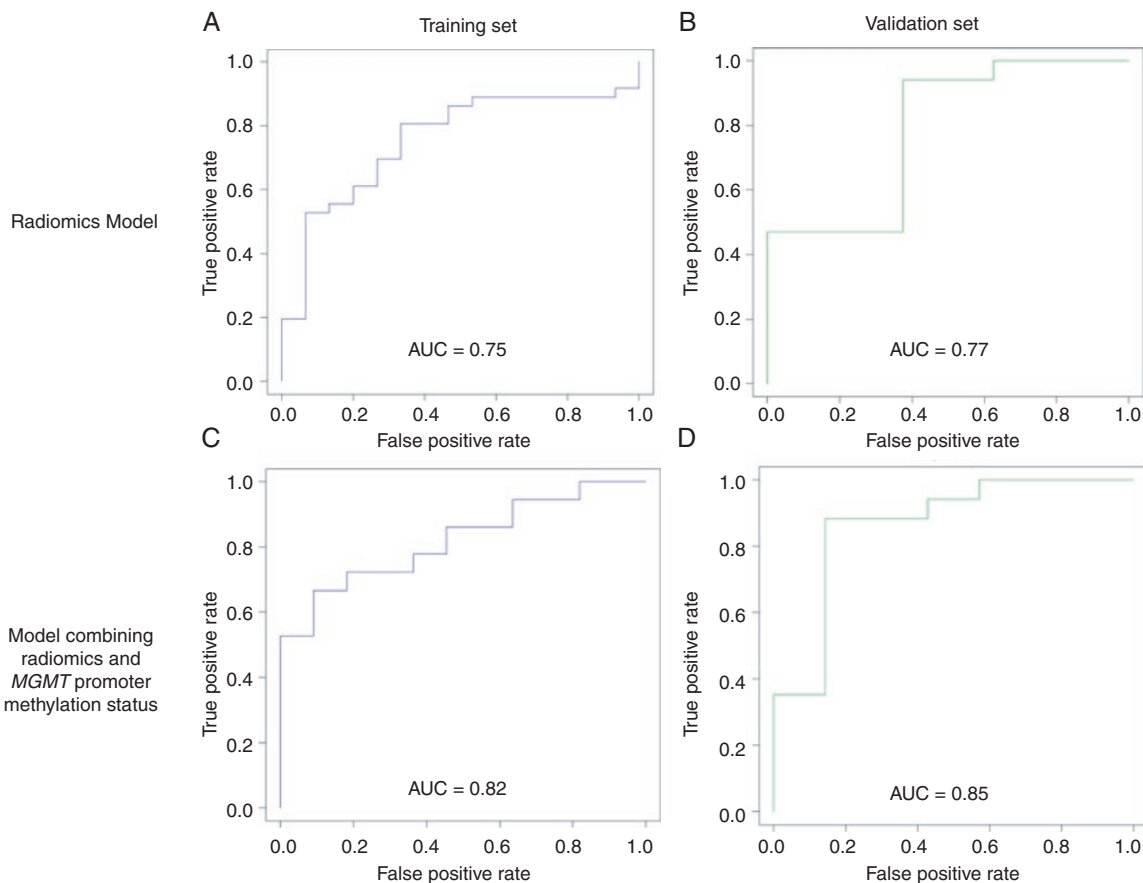 A
Training set
B
Validation set
Radiomics Model
True positive rate
1.0
0.8
0.6
0.4
0.2
0.0
AUC = 0.75
0.0 0.2 0.4 0.6 0.8 1.0
False positive rate
True positive rate
1.0
0.8
0.6
0.4
0.2
0.0
AUC = 0.77
0.0 0.2 0.4 0.6 0.8 1.0
False positive rate
C
D
Model combining
radiomics and
MGMT promoter
methylation status
True positive rate
1.0
0.8
0.6
0.4
0.2
0.0
AUC = 0.82
0.0 0.2 0.4 0.6 0.8 1.0
False positive rate
True positive rate
1.0
0.8
0.6
0.4
0.2
0.0
AUC = 0.85
0.0 0.2 0.4 0.6 0.8 1.0
False positive rate